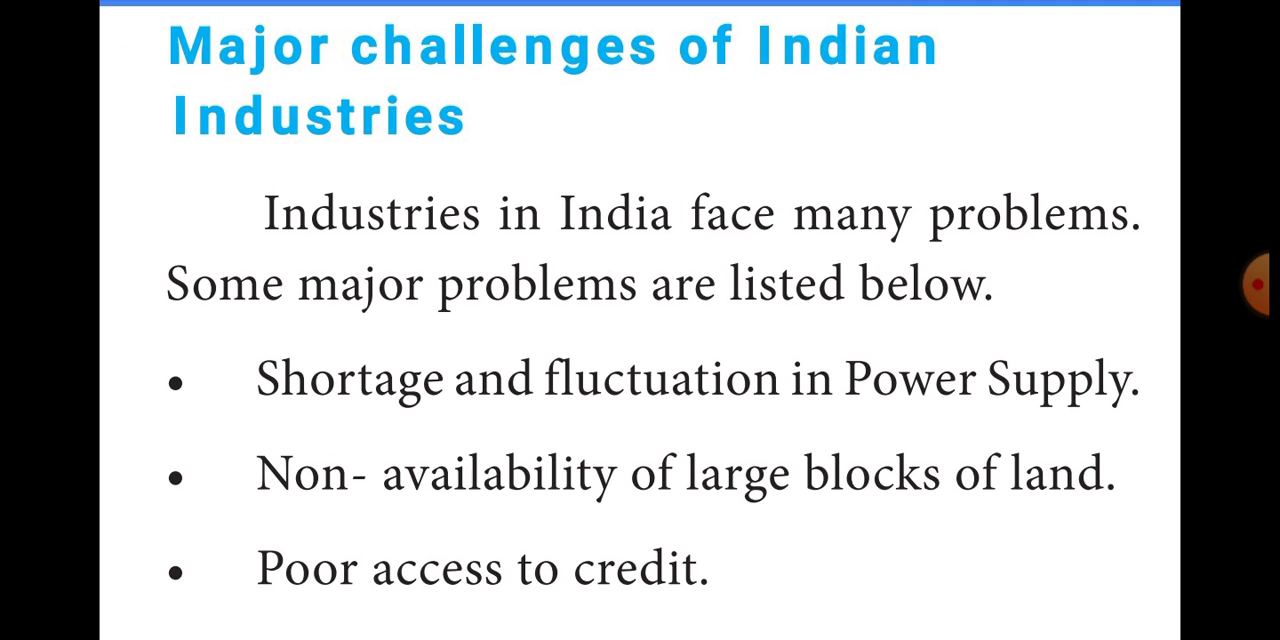 Major challenges of Indian
Industries
Industries in India face many problems.
Some major problems are listed below.
• Shortage and fluctuation in Power Supply.
• Non- availability of large blocks of land.
• Poor access to credit.